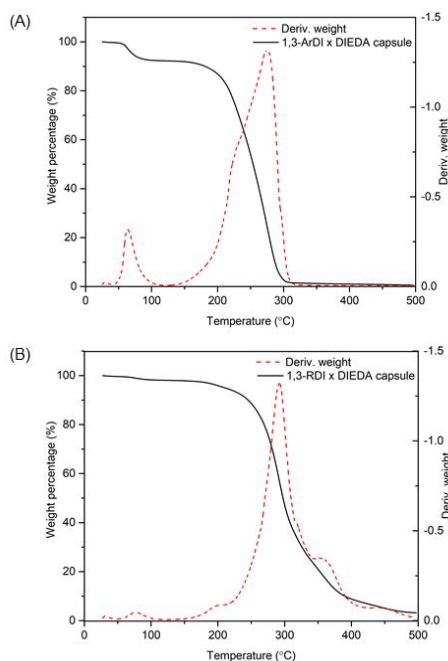 (A)
Deriv. weight
1,3-ArDI x DIEDA capsule
Weight percentage (%)
100
80
60
40
20
0
-1.5
-1.0
-0.5
0.0
Deriv. weight
0 100 200 300 400 500
Temperature (°C)
(B)
Deriv. weight
1,3-RDI x DIEDA capsule
Weight percentage (%)
100
80
60
40
20
0
-1.5
-1.0
-0.5
0.0
Deriv. weight
0 100 200 300 400 500
Temperature (°C)